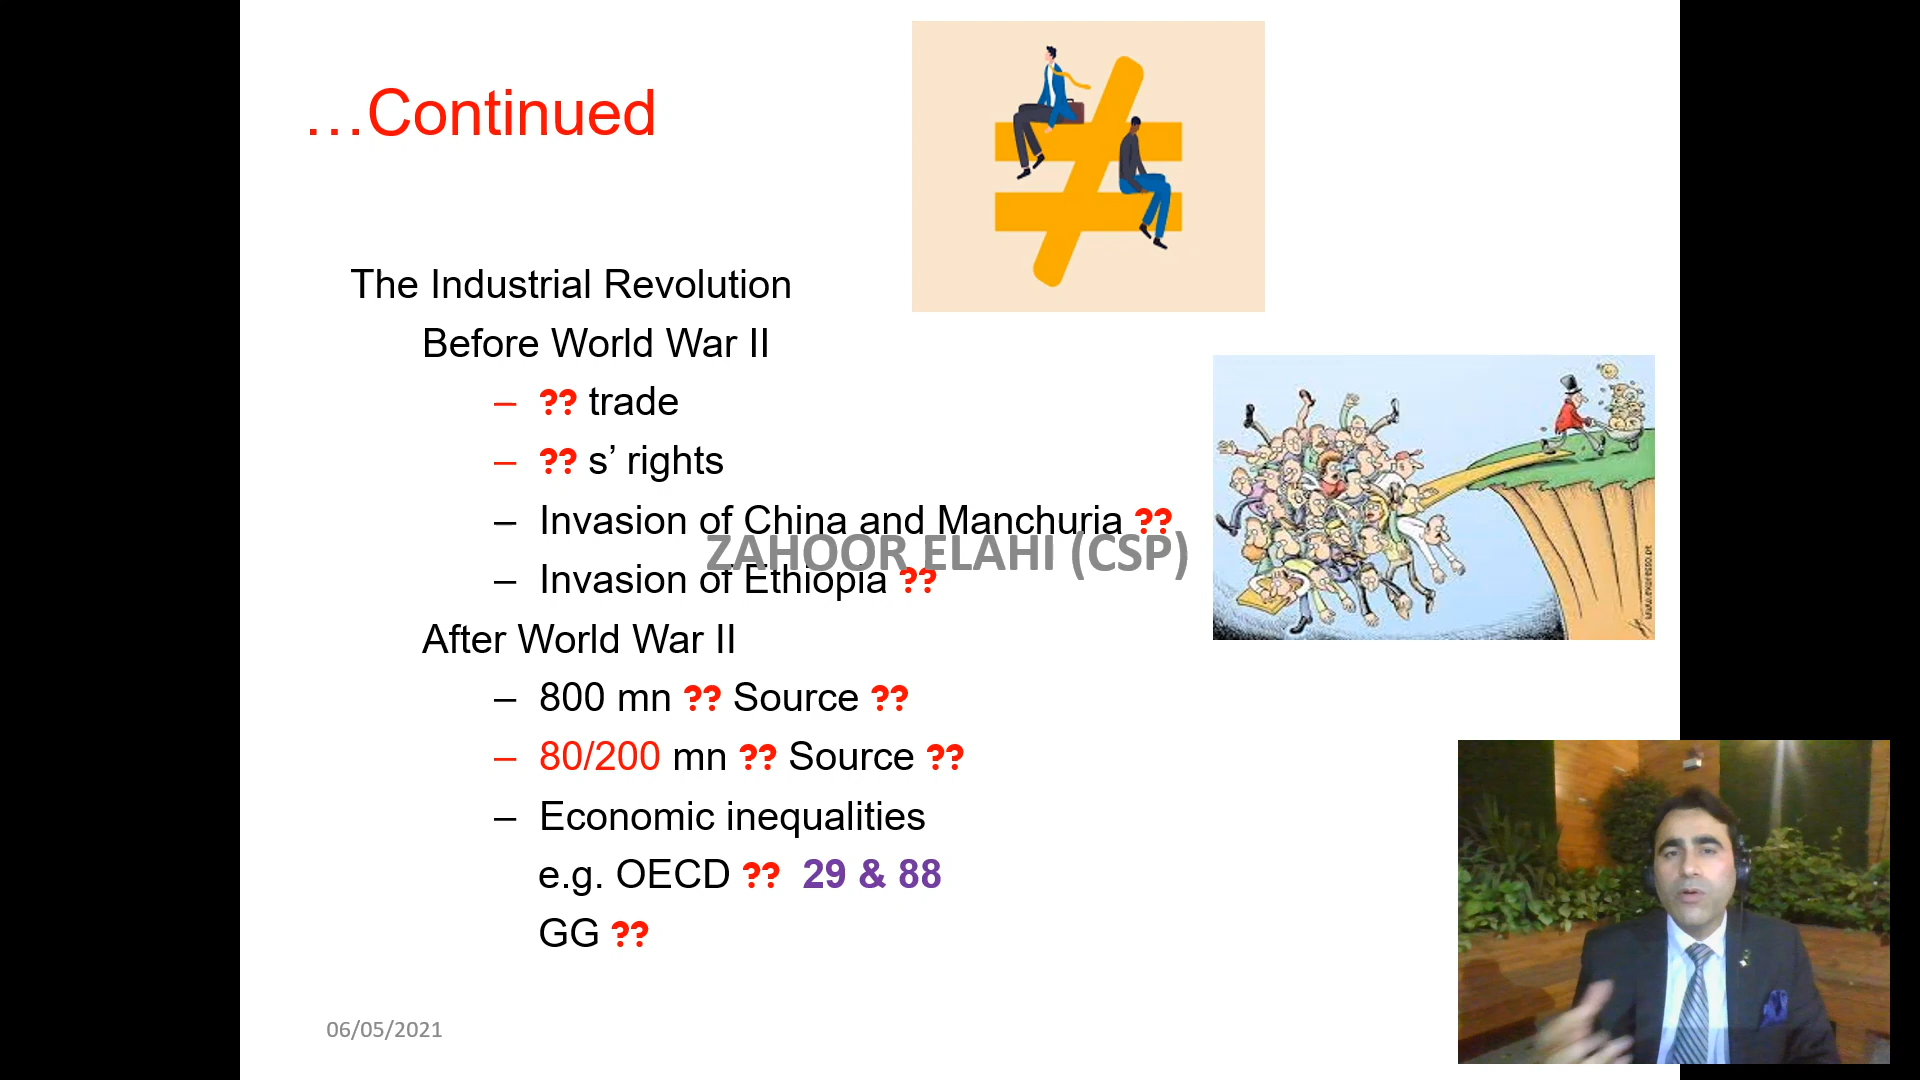 …Continued
The Industrial Revolution
Before World War II
– ?? trade
– ?? s’ rights
– Invasion of China and Manchuria ??
ZAHOOR ELAHI (CSP)
– Invasion of Ethiopia ??
After World War II
– 800 mn ?? Source ??
– 80/200 mn ?? Source ??
– Economic inequalities
e.g. OECD ?? 29 & 88
GG ??
06/05/2021